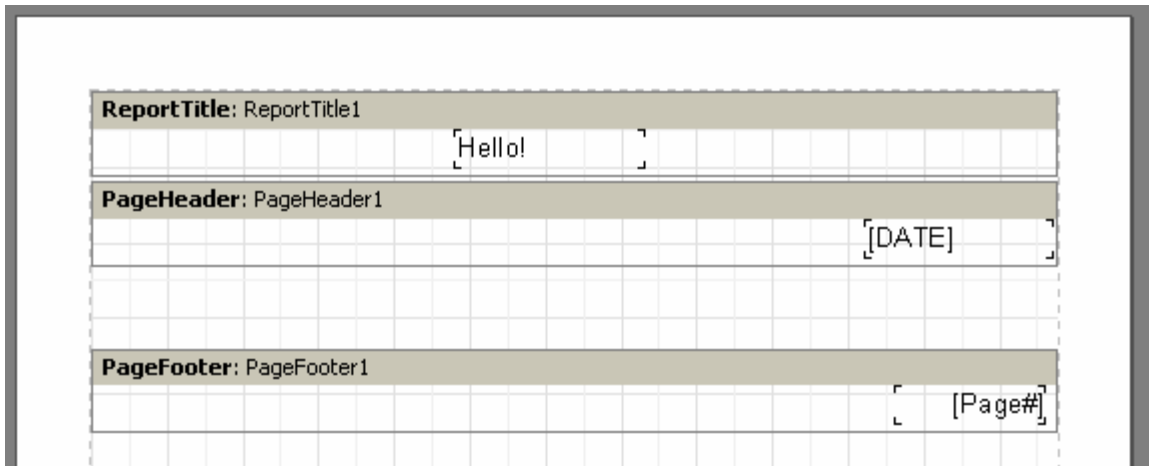 ReportTitle: ReportTitle1
Hello!
PageHeader: PageHeader1
[DATE]
PageFooter: PageFooter1
[Page#]